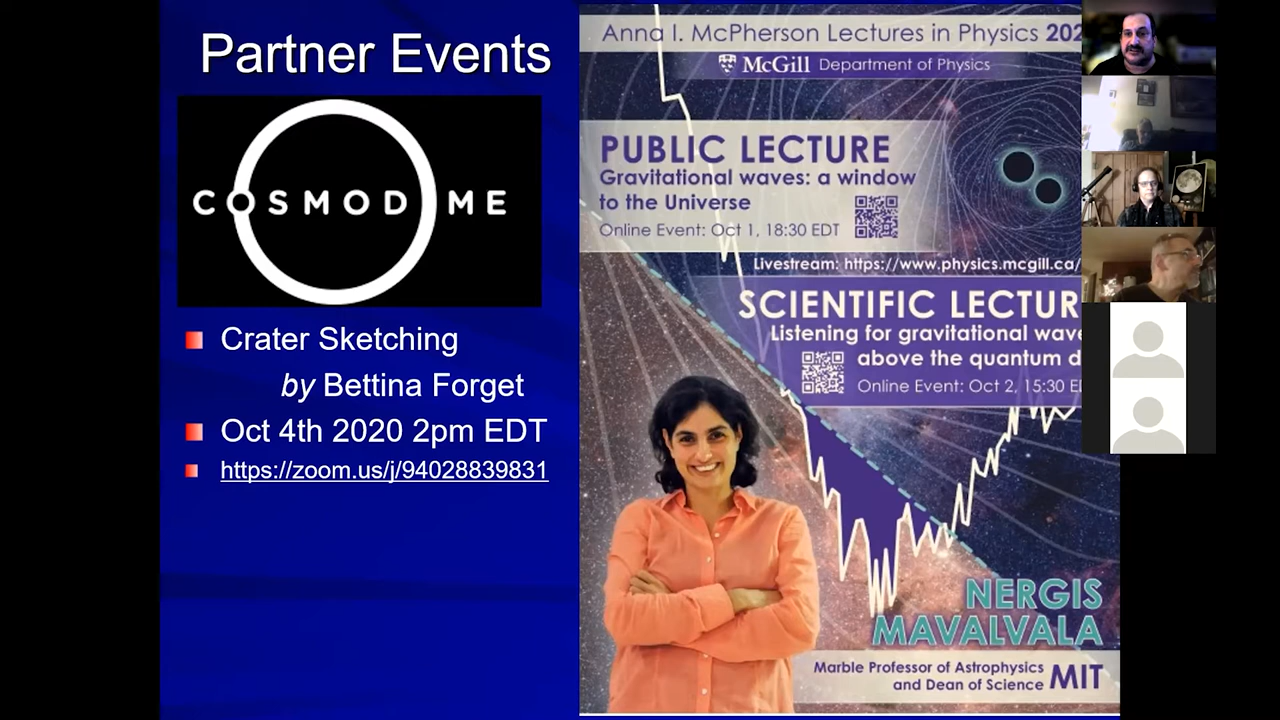 Partner Events
COSMODOME
Crater Sketching
by Bettina Forget
Oct 4th 2020 2pm EDT
https://zoom.us/j/94028839831
Anna I. McPherson Lectures in Physics 202
McGill Department of Physics
PUBLIC LECTURE
Gravitational waves: a window
to the Universe
Online Event: Oct 1, 18:30 EDT
Livestream: https://www.physics.mcgill.ca/
SCIENTIFIC LECTUR
Listening for gravitational wave
above the quantum d
Online Event: Oct 2, 15:30 E
NERGIS
MAVALVALA
Marble Professor of Astrophysics
and Dean of Science MIT